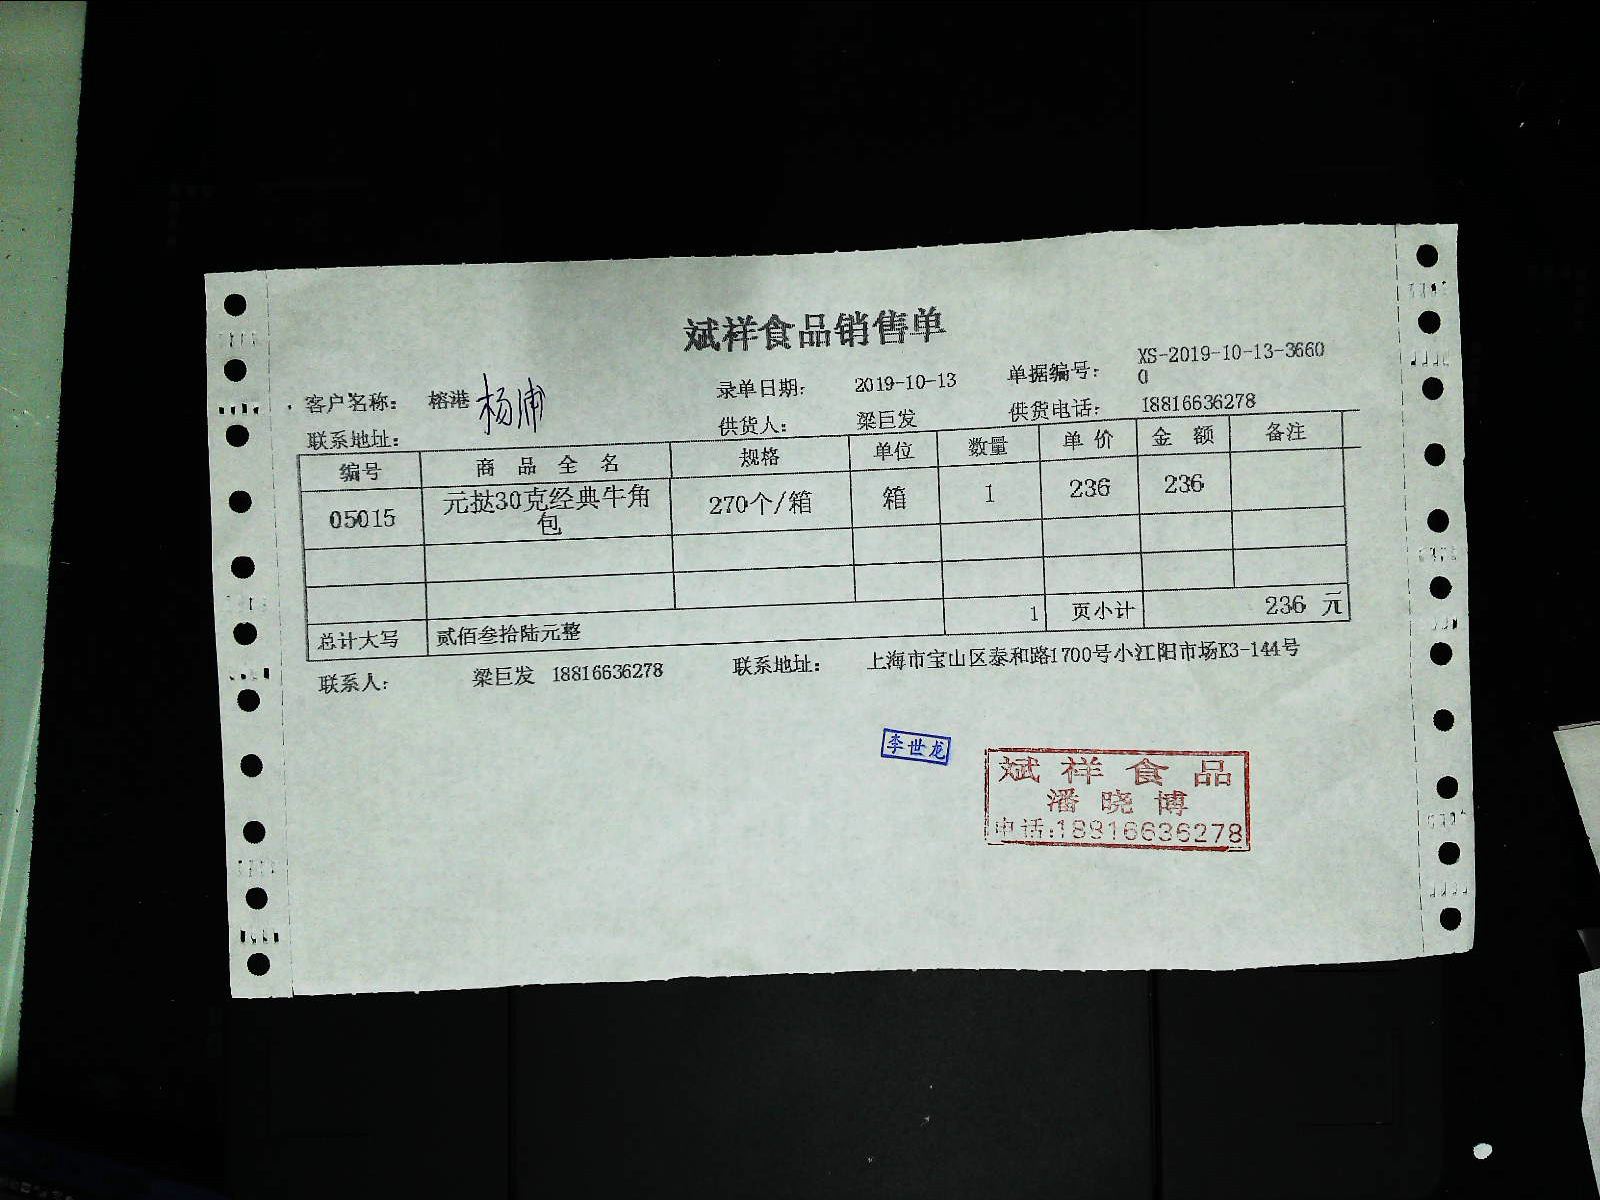 斌祥食品销售单
客户名称： 榕港 杨浦 录单日期： 2019-10-13 单据编号： XS-2019-10-13-3660
0
联系地址： 供货人： 梁巨发 供货电话： 18816636278
编号 商品全名 规格 单位 数量 单价 金额 备注
05015 元挞30克经典牛角 270个/箱 箱 1 236 236
包
1 页小计 236 元
总计大写 贰佰叁拾陆元整
联系人： 梁巨发 18816636278 联系地址： 上海市宝山区泰和路1700号小江阳市场K3-144号
李世龙
斌祥食品
潘晓博
电话:18816636278